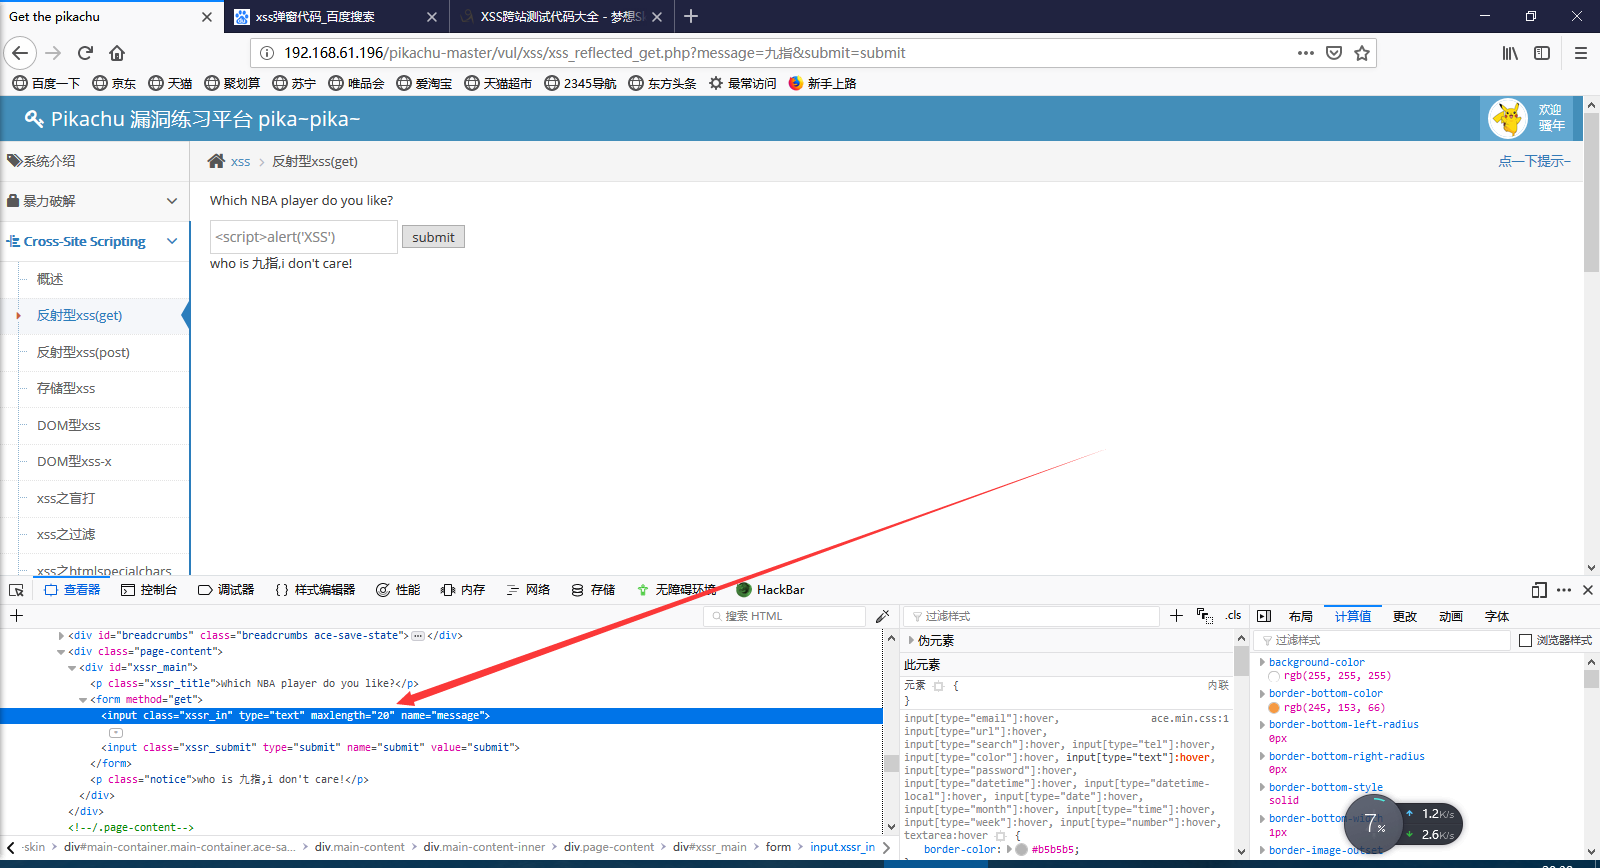 Get the pikachu
xss弹窗代码_百度搜索
XSS跨站测试代码大全 - 梦想
192.168.61.196/pikachu-master/vul/xss/xss_reflected_get.php?message=九指&submit=submit
百度一下 京东 天猫 聚划算 苏宁 唯品会 爱淘宝 天猫超市 2345导航 东方头条 最常访问 新手上路
Pikachu 漏洞练习平台 pika~pika~
欢迎
骚年
系统介绍
xss > 反射型xss(get)
点一下提示~
暴力破解
Which NBA player do you like?
Cross-Site Scripting
<script>alert('XSS')
submit
who is 九指,i don't care!
概述
反射型xss(get)
反射型xss(post)
存储型xss
DOM型xss
DOM型xss-x
xss之盲打
xss之过滤
xss之htmlspecialchars
查看器 控制台 调试器 {} 样式编辑器 性能 内存 网络 存储 无障碍环境 HackBar
搜索 HTML
过滤样式
.cls
布局 计算值 更改 动画 字体
<div id="breadcrumbs" class="breadcrumbs ace-save-state"></div>
<div class="page-content">
<div id="xssr_main">
<p class="xssr_title">Which NBA player do you like?</p>
<form method="get">
<input class="xssr_in" type="text" maxlength="20" name="message">
<input class="xssr_submit" type="submit" name="submit" value="submit">
</form>
<p class="notice">who is 九指,i don't care!</p>
</div>
</div>
<!--/.page-content-->
-skin > div#main-container.main-container.ace-sa... > div.main-content > div.main-content-inner > div.page-content > div#xssr_main > form > input.xssr_in
伪元素
此元素
元素 {
内联
}
input[type="email"]:hover,
ace.min.css:1
input[type="url"]:hover,
input[type="search"]:hover, input[type="tel"]:hover,
input[type="color"]:hover, input[type="text"]:hover,
input[type="password"]:hover,
input[type="datetime"]:hover, input[type="datetime-
local"]:hover, input[type="date"]:hover,
input[type="month"]:hover, input[type="time"]:hover,
input[type="week"]:hover, input[type="number"]:hover,
textarea:hover {
border-color: #b5b5b5;
}
过滤样式
浏览器样式
background-color
rgb(255, 255, 255)
border-bottom-color
rgb(245, 153, 66)
border-bottom-left-radius
0px
border-bottom-right-radius
0px
border-bottom-style
solid
border-bottom-width
1px
border-image-outset
7%
1.2K/s
2.6K/s